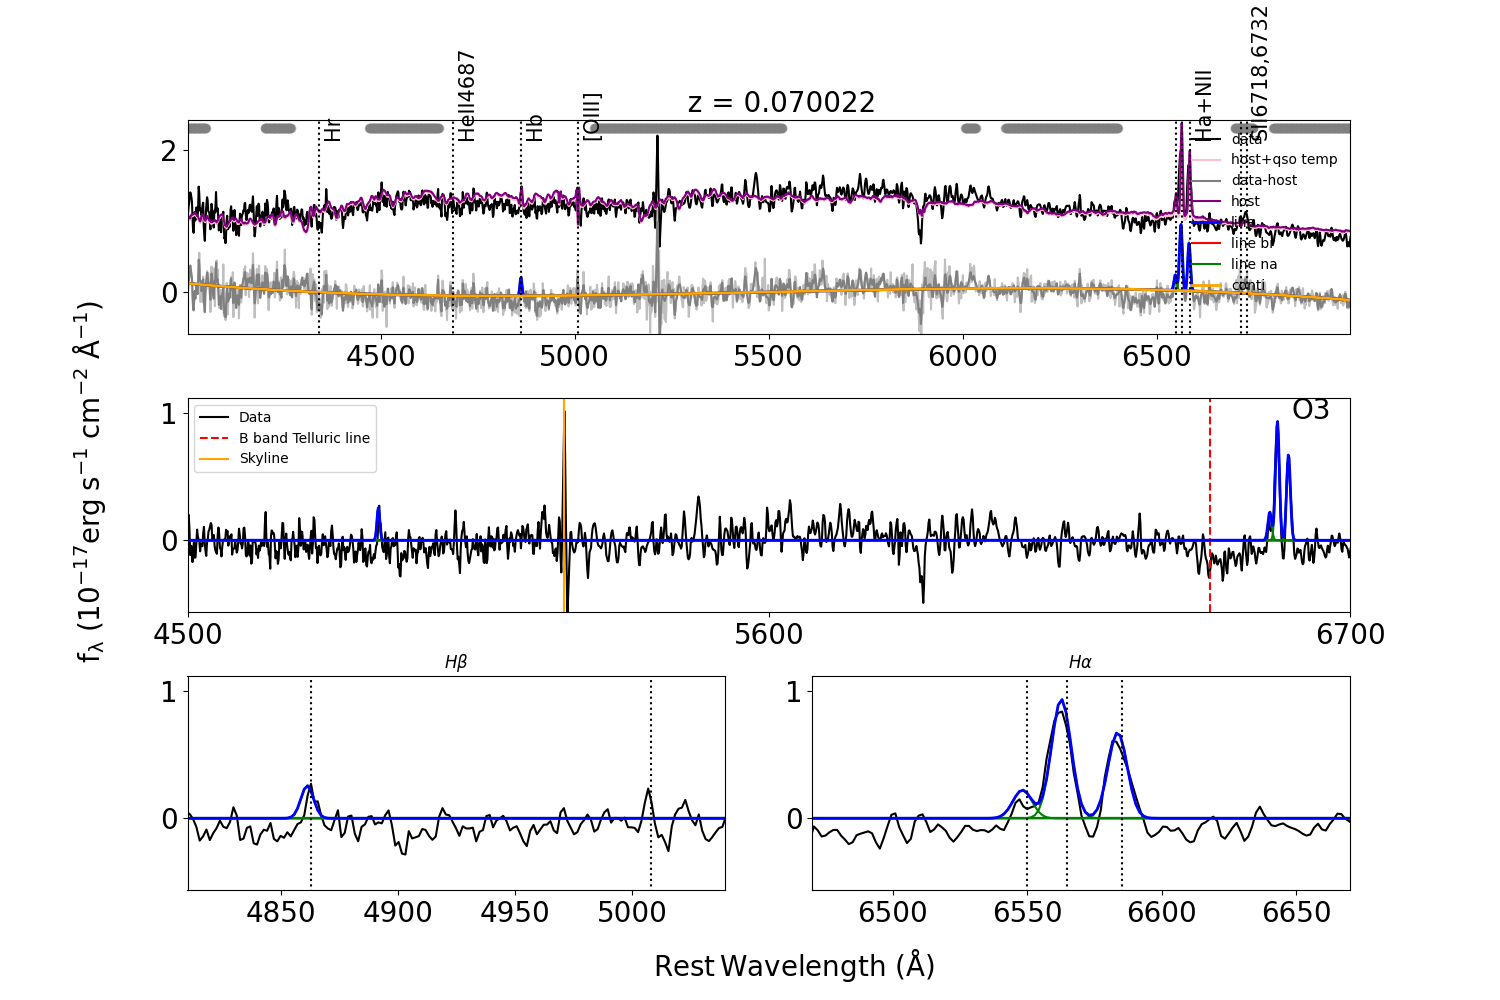 z = 0.070022
Hr
HeII4687
Hb
[OIII]
Ha+NII
SII6718,6732
data
host+qso temp
data-host
host
line
line br
line na
conti
2
0
4500 5000 5500 6000 6500
Data
B band Telluric line
Skyline
O3
1
0
4500 5600 6700
fλ (10⁻¹⁷erg s⁻¹ cm⁻² Å⁻¹)
Hβ
1
0
4850 4900 4950 5000
Hα
1
0
6500 6550 6600 6650
Rest Wavelength (Å)